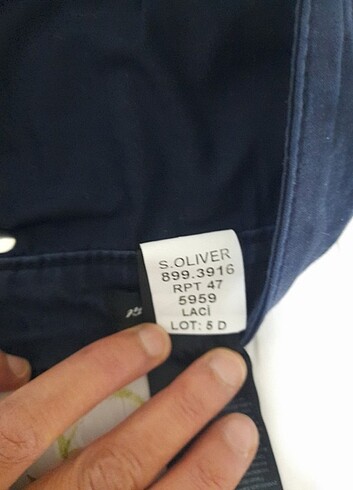 S.OLIVER
899.3916
RPT 47
5959
LACİ
LOT: 5 D